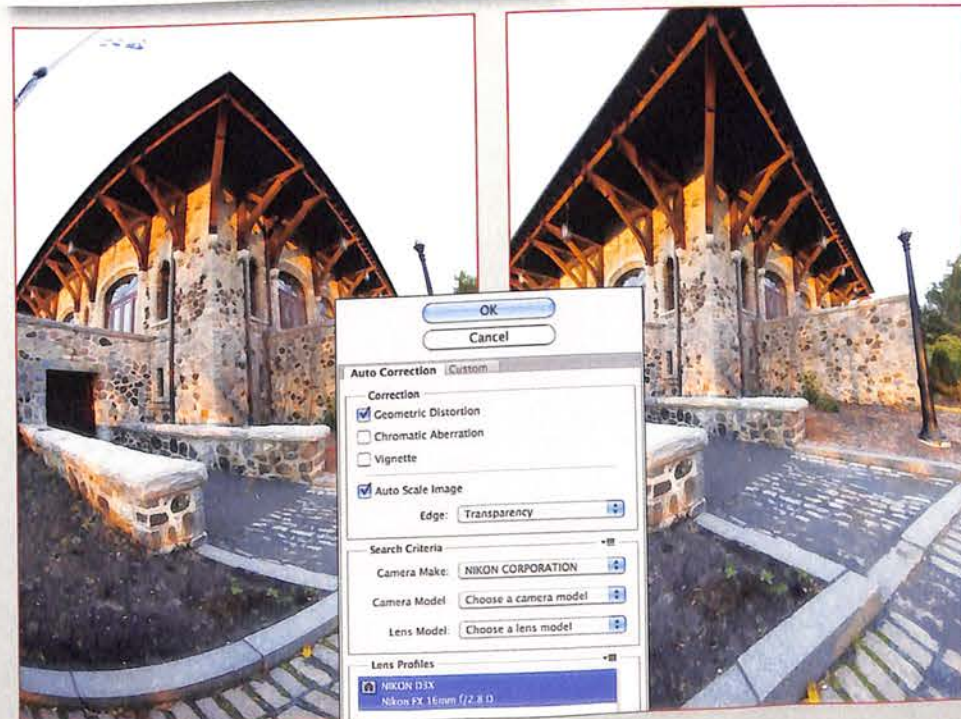 OK
Cancel
Auto Correction Custom
Correction
Geometric Distortion
Chromatic Aberration
Vignette
Auto Scale Image
Edge: Transparency
Search Criteria
Camera Make: NIKON CORPORATION
Camera Model Choose a camera model
Lens Model: Choose a lens model
Lens Profiles
NIKON D3X
Nikon FX 16mm f/2.8 D